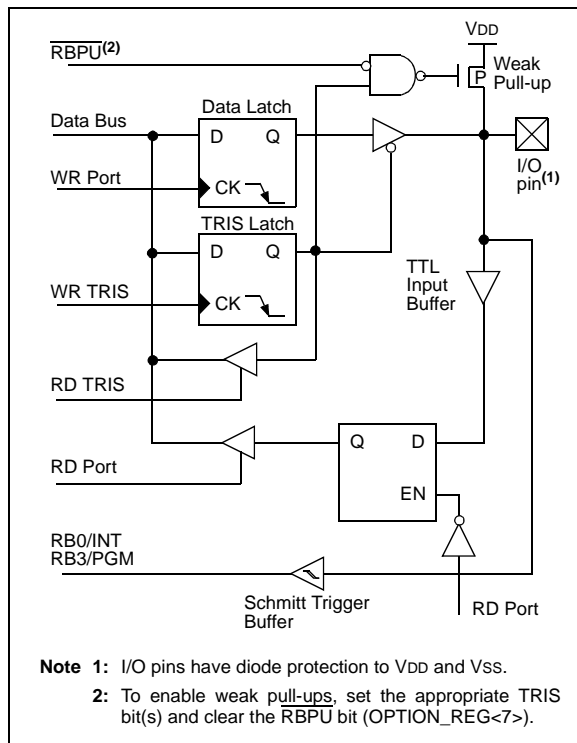 VDD
RBPU(2)
P
Weak
Pull-up
Data Latch
Data Bus
D Q
I/O
pin(1)
WR Port
CK
TRIS Latch
D Q
TTL
Input
Buffer
WR TRIS
CK
RD TRIS
Q D
RD Port
EN
RB0/INT
RB3/PGM
Schmitt Trigger
Buffer
RD Port
Note 1: I/O pins have diode protection to VDD and VSS.
2: To enable weak pull-ups, set the appropriate TRIS
bit(s) and clear the RBPU bit (OPTION_REG<7>).